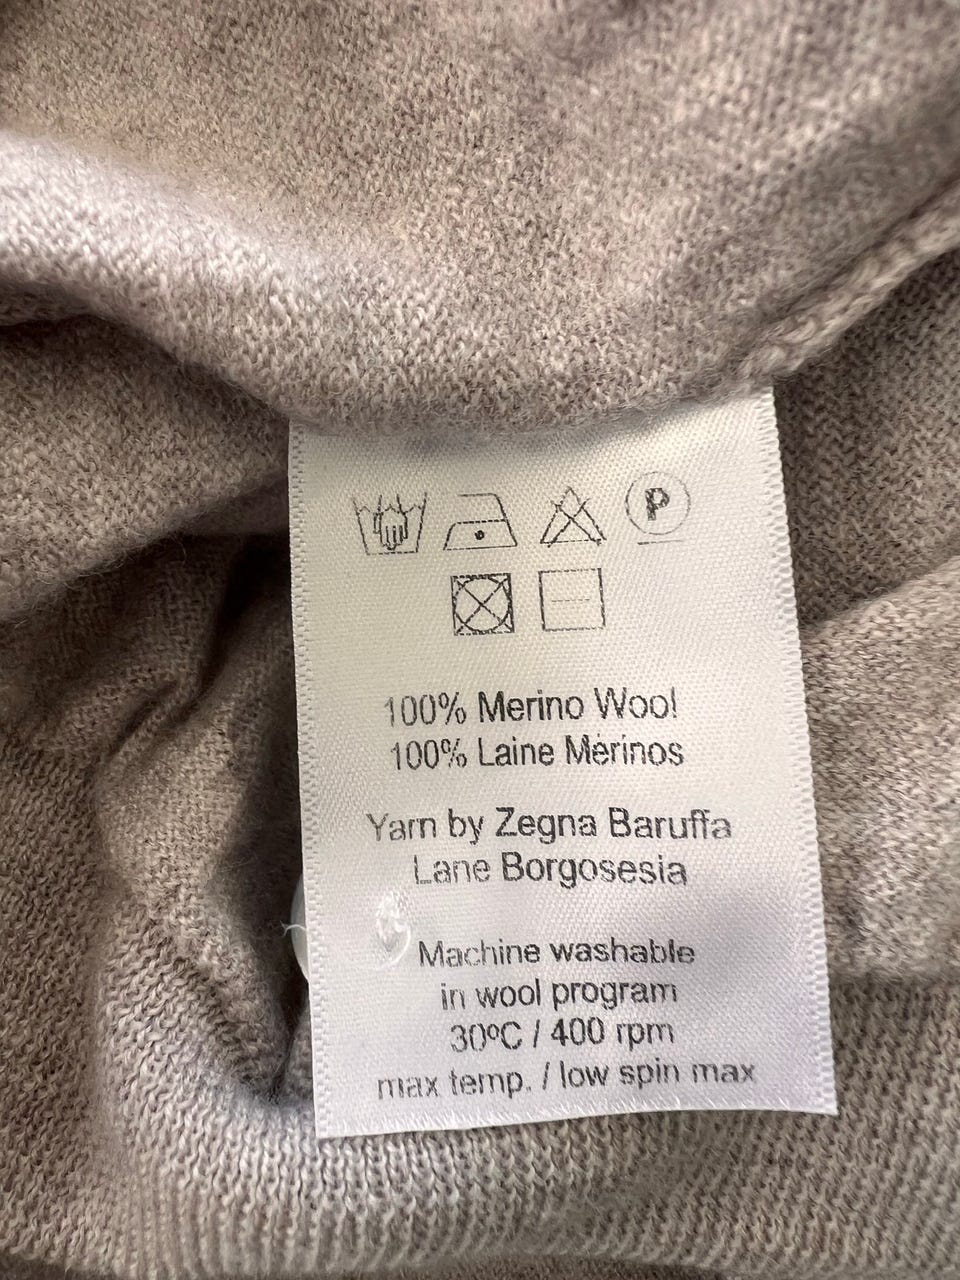 P
100% Merino Wool
100% Laine Mérinos
Yarn by Zegna Baruffa
Lane Borgosesia
Machine washable
in wool program
30ºC / 400 rpm
max temp. / low spin max